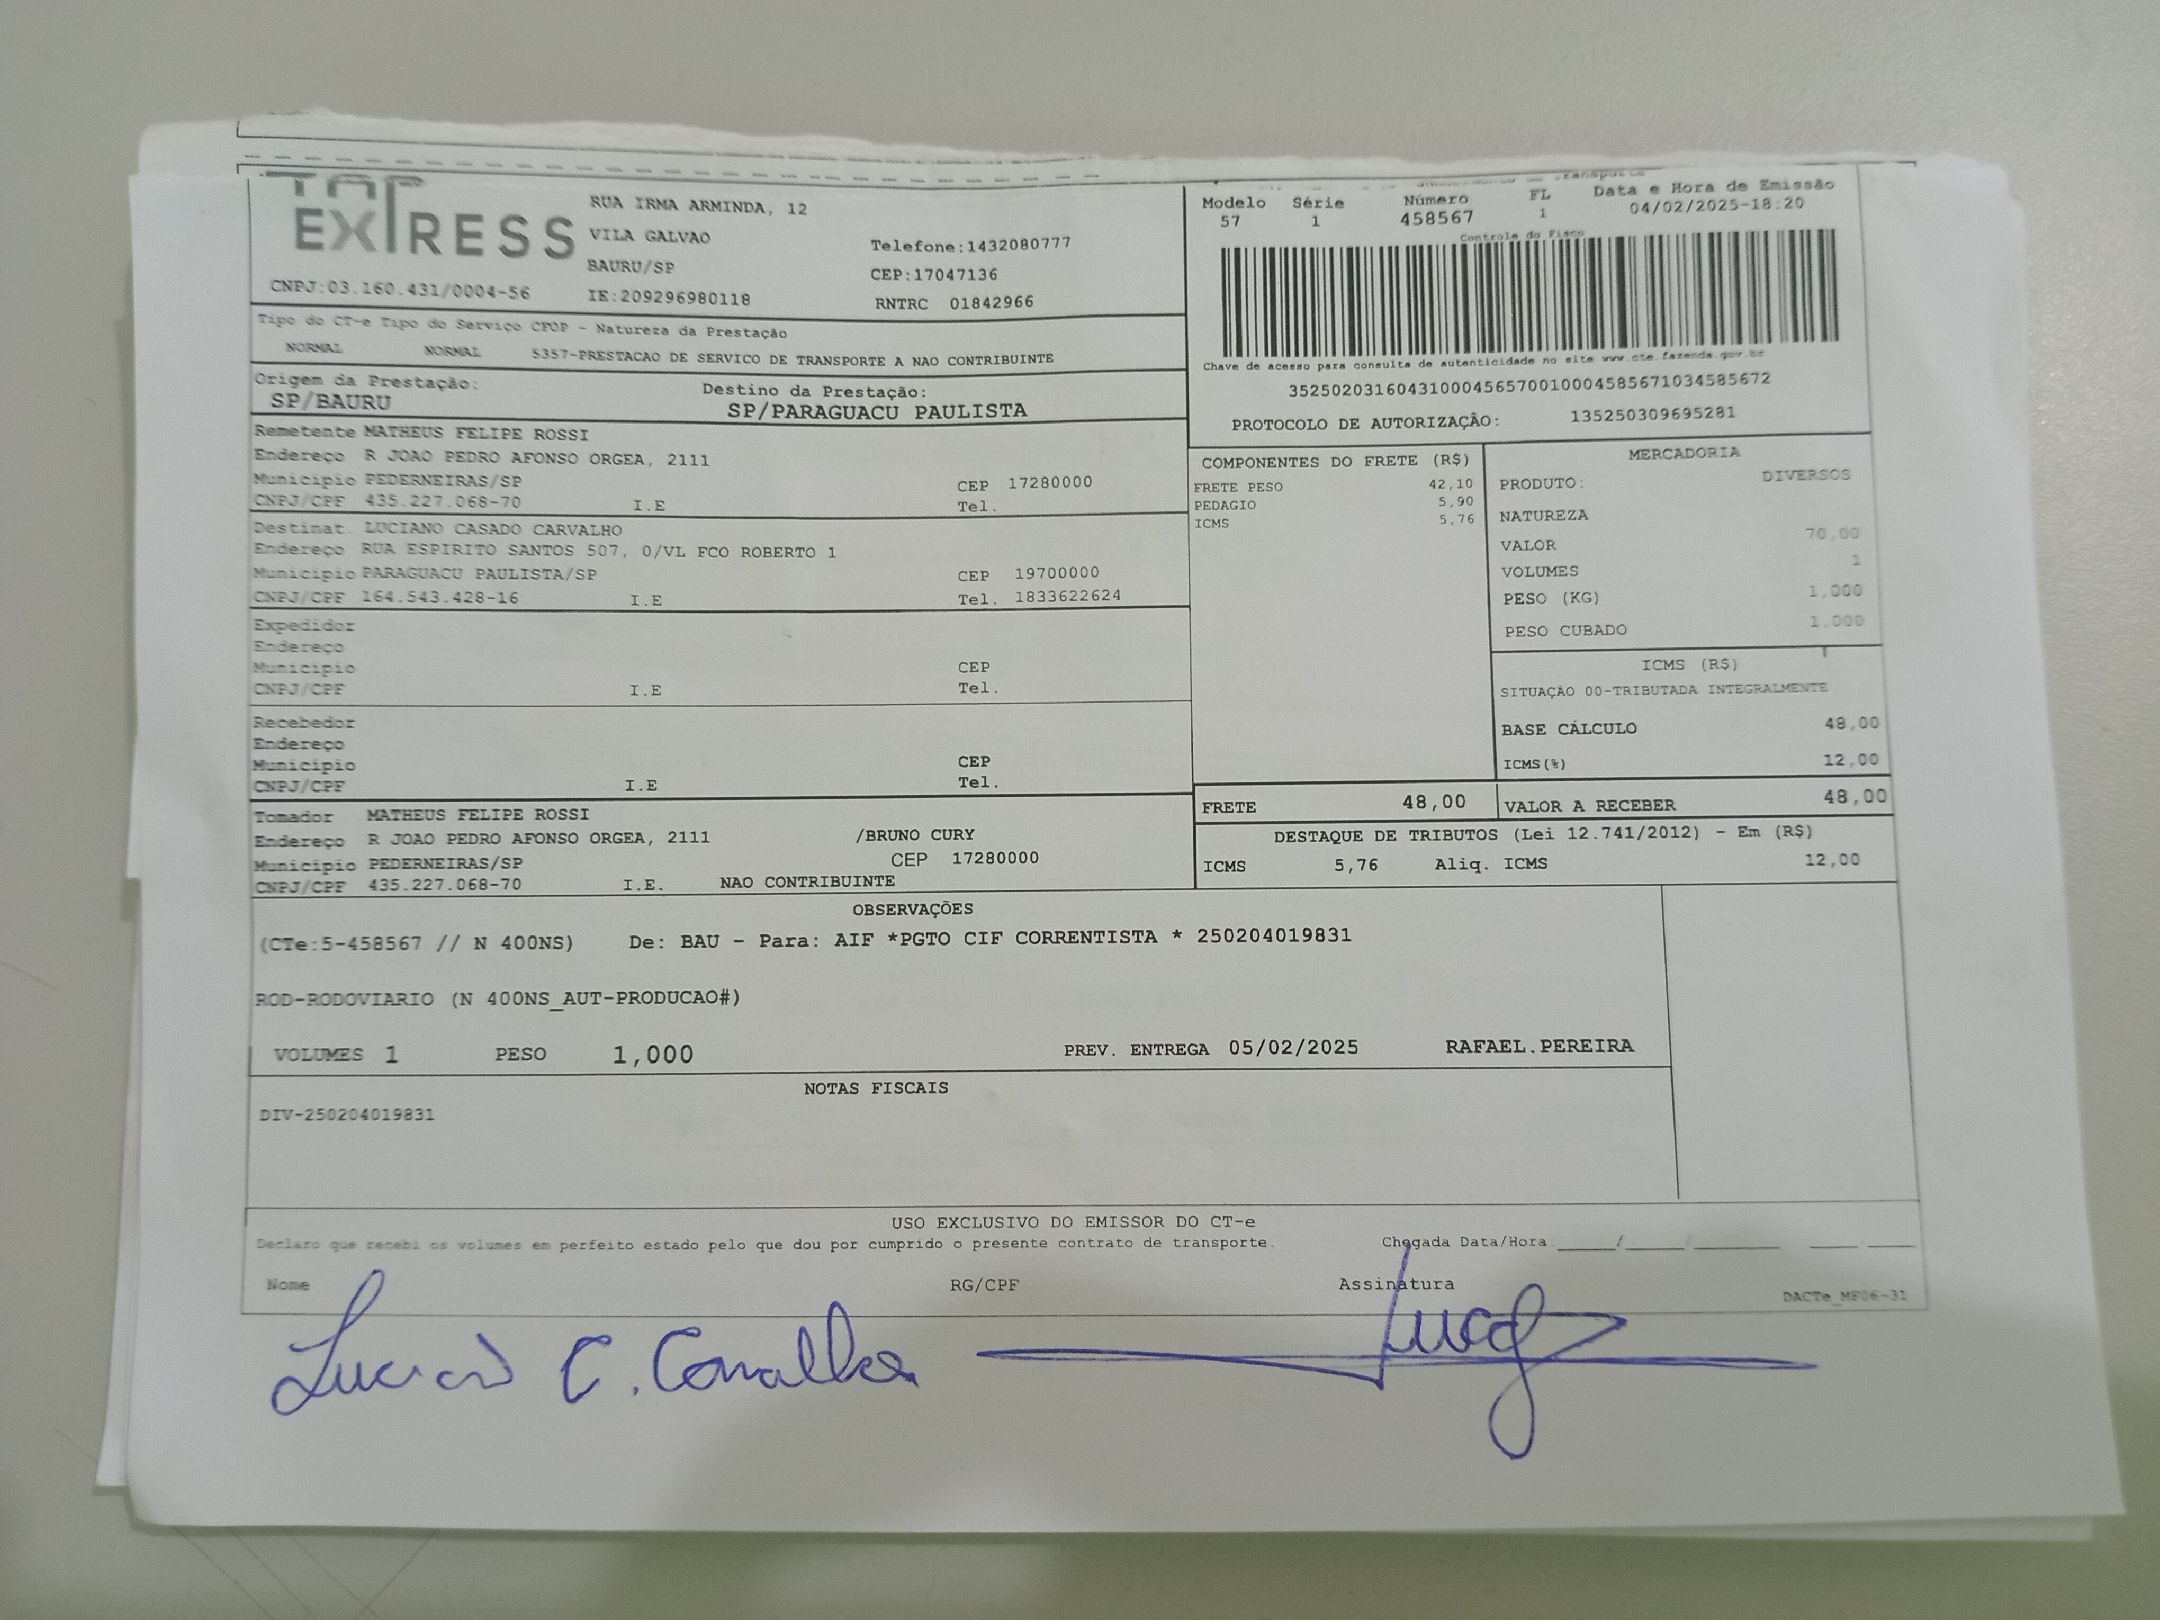 EXPRESS
CNPJ:03.160.431/0004-56
RUA IRMA ARMINDA, 12
VILA GALVAO
BAURU/SP
IE:209296980118
Telefone:1432080777
CEP:17047136
RNTRC 01842966
Modelo Série Número FL Data e Hora de Emissão
57 1 458567 1 04/02/2025-18:20
Controle do Fisco
Chave de acesso para consulta de autenticidade no site www.cte.fazenda.gov.br
35250203160431000456570010004585671034585672
PROTOCOLO DE AUTORIZAÇÂO: 135250309695281
Tipo do CT-e Tipo do Serviço CFOP - Natureza da Prestação
NORMAL NORMAL 5357-PRESTACAO DE SERVICO DE TRANSPORTE A NAO CONTRIBUINTE
Origem da Prestação: Destino da Prestação:
SP/BAURU SP/PARAGUACU PAULISTA
Remetente MATHEUS FELIPE ROSSI
Endereço R JOAO PEDRO AFONSO ORGEA, 2111
Municipio PEDERNEIRAS/SP CEP 17280000
CNPJ/CPF 435.227.068-70 I.E Tel.
Destinat. LUCIANO CASADO CARVALHO
Endereço RUA ESPIRITO SANTOS 507, 0/VL FCO ROBERTO 1
Municipio PARAGUACU PAULISTA/SP CEP 19700000
CNPJ/CPF 164.543.428-16 I.E Tel. 1833622624
Expedidor
Endereço
Municipio CEP
CNPJ/CPF I.E Tel.
Recebedor
Endereço
Municipio CEP
CNPJ/CPF I.E Tel.
Tomador MATHEUS FELIPE ROSSI
Endereço R JOAO PEDRO AFONSO ORGEA, 2111 /BRUNO CURY
Municipio PEDERNEIRAS/SP CEP 17280000
CNPJ/CPF 435.227.068-70 I.E. NAO CONTRIBUINTE
COMPONENTES DO FRETE (R$)
FRETE PESO 42,10
PEDAGIO 5,90
ICMS 5,76
MERCADORIA
PRODUTO: DIVERSOS
NATUREZA
VALOR 70,00
VOLUMES 1
PESO (KG) 1,000
PESO CUBADO 1.000
ICMS (R$)
SITUAÇÃO 00-TRIBUTADA INTEGRALMENTE
BASE CÁLCULO 48,00
ICMS(%) 12,00
FRETE 48,00 VALOR A RECEBER 48,00
DESTAQUE DE TRIBUTOS (Lei 12.741/2012) - Em (R$)
ICMS 5,76 Aliq. ICMS 12,00
OBSERVAÇÕES
(CTe:5-458567 // N 400NS) De: BAU - Para: AIF *PGTO CIF CORRENTISTA * 250204019831
ROD-RODOVIARIO (N 400NS_AUT-PRODUCAO#)
VOLUMES 1 PESO 1,000 PREV. ENTREGA 05/02/2025 RAFAEL.PEREIRA
NOTAS FISCAIS
DIV-250204019831
USO EXCLUSIVO DO EMISSOR DO CT-e
Declaro que recebi os volumes em perfeito estado pelo que dou por cumprido o presente contrato de transporte. Chegada Data/Hora:____/____/______ ___:___
Nome RG/CPF Assinatura DACTe_MF06-31
Luciano C. Carvalho